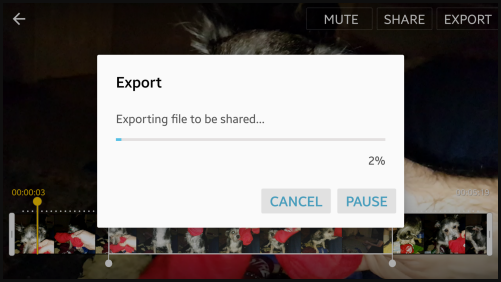 MUTE SHARE EXPORT
Export
Exporting file to be shared...
2%
00:00:03
CANCEL PAUSE